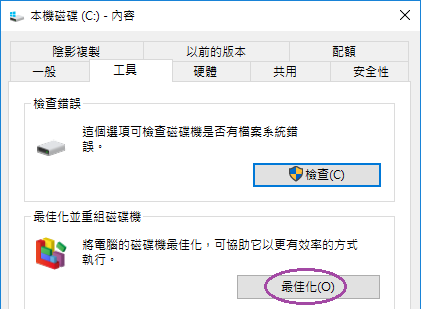 本機磁碟 (C:) - 內容
陰影複製 以前的版本 配額
一般 工具 硬體 共用 安全性
檢查錯誤
這個選項可檢查磁碟機是否有檔案系統錯
誤。
檢查(C)
最佳化並重組磁碟機
將電腦的磁碟機最佳化，可協助它以更有效率的方式
執行。
最佳化(O)